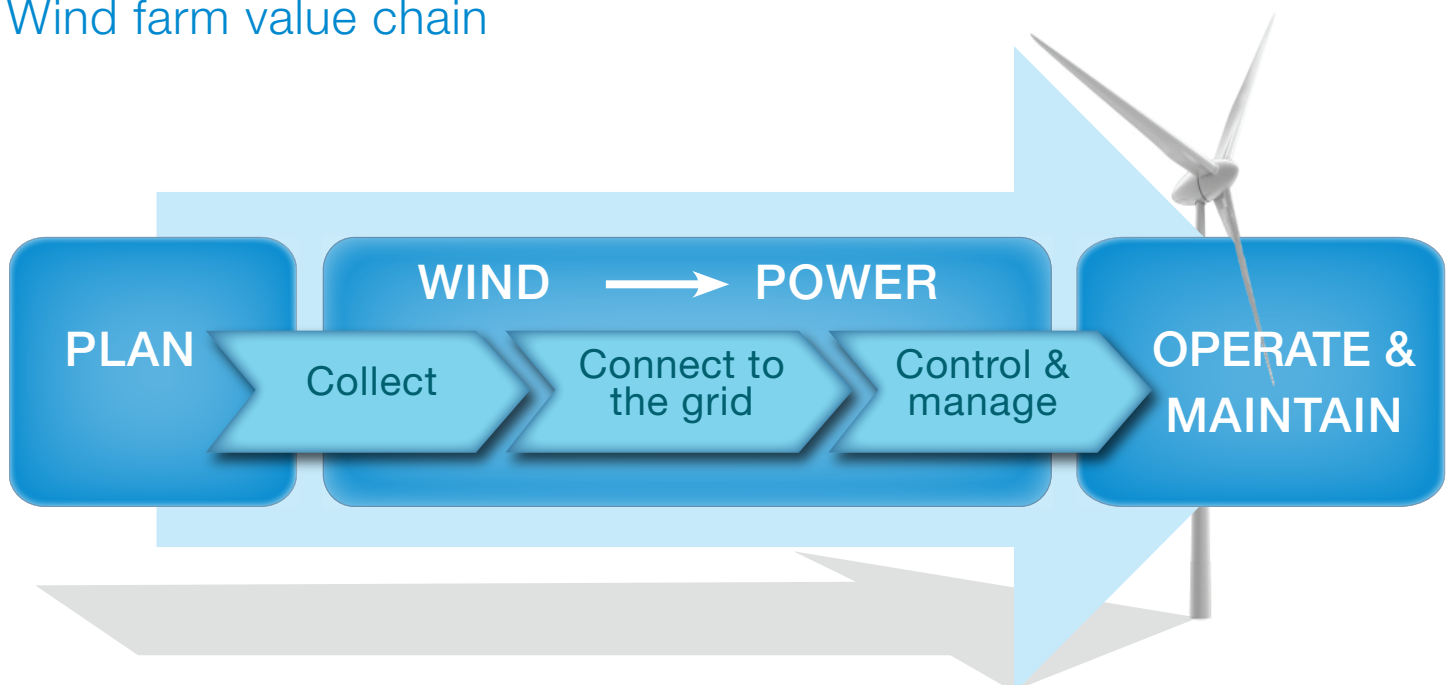 Wind farm value chain
PLAN
WIND POWER
Collect
Connect to
the grid
Control &
manage
OPERATE &
MAINTAIN